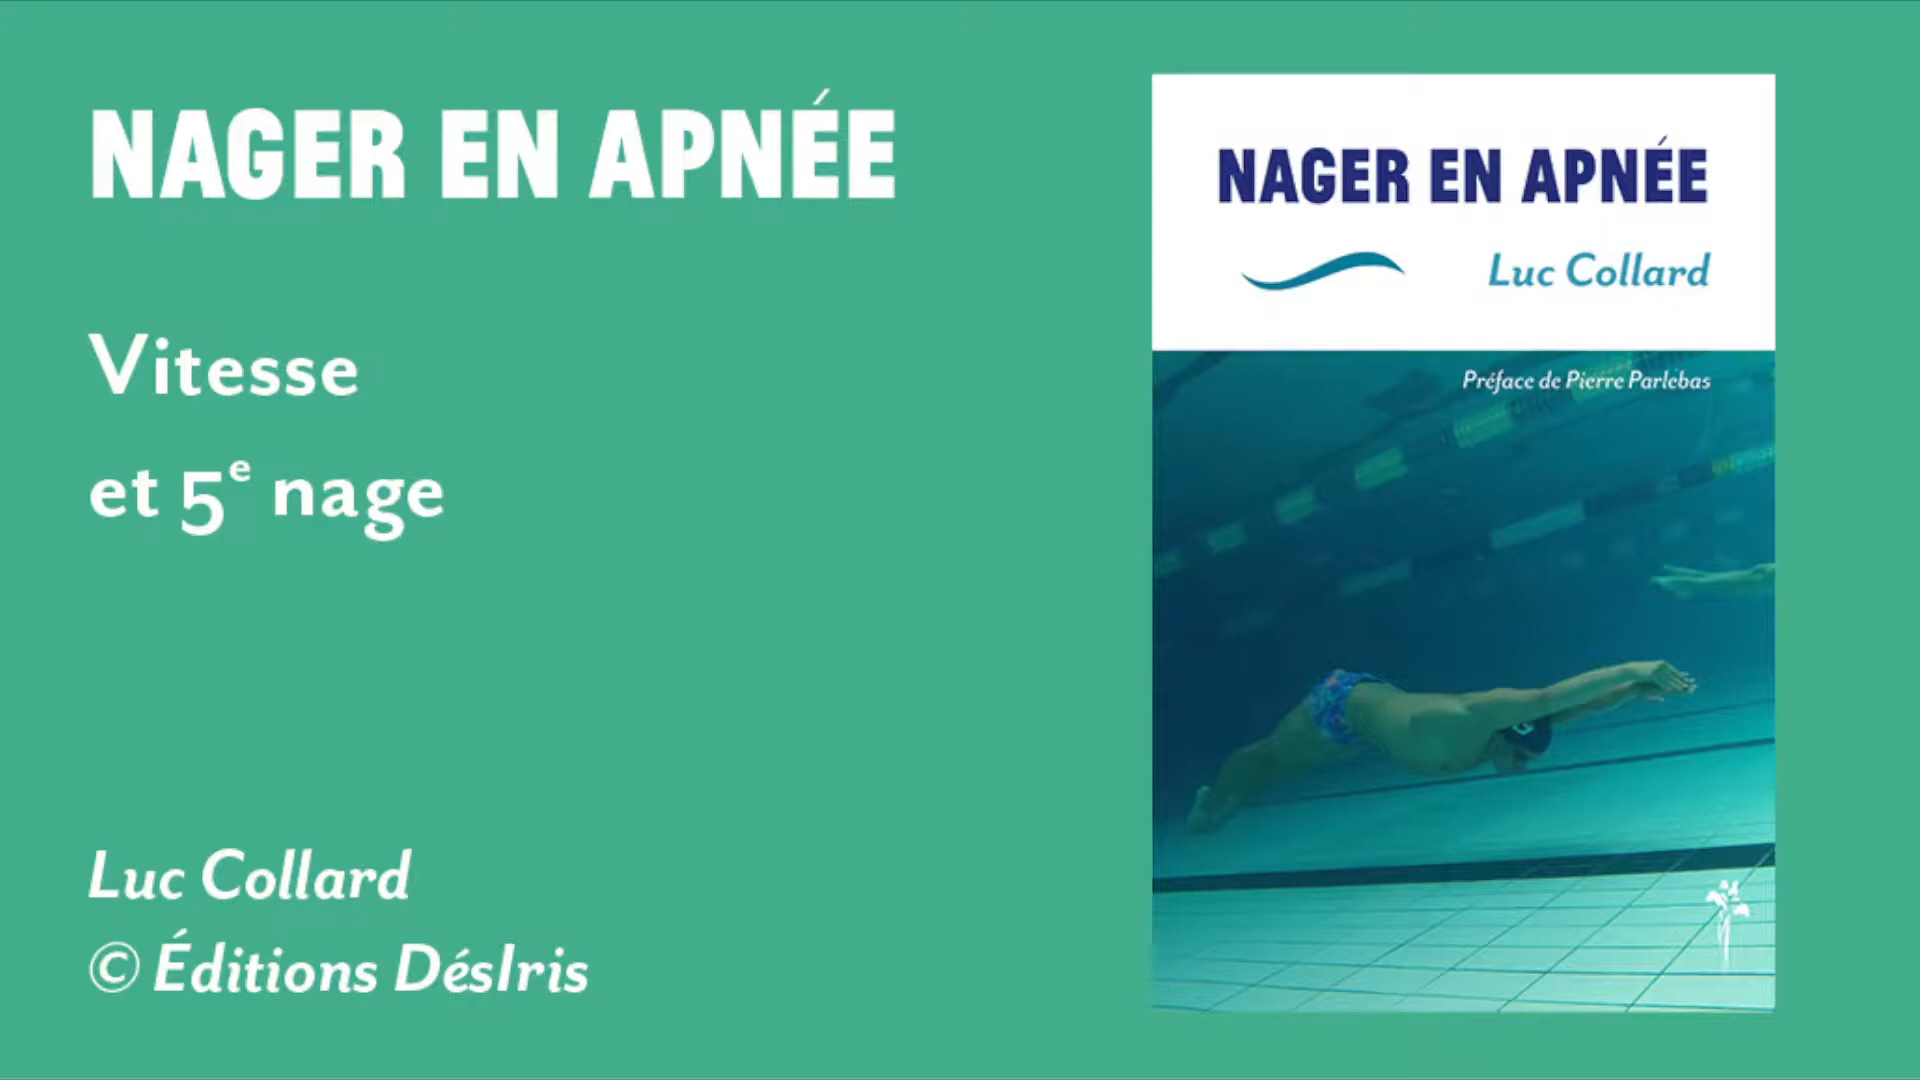 NAGER EN APNÉE
Vitesse
et 5e nage
Luc Collard
© Éditions DésIris
NAGER EN APNÉE
Luc Collard
Préface de Pierre Parlebas